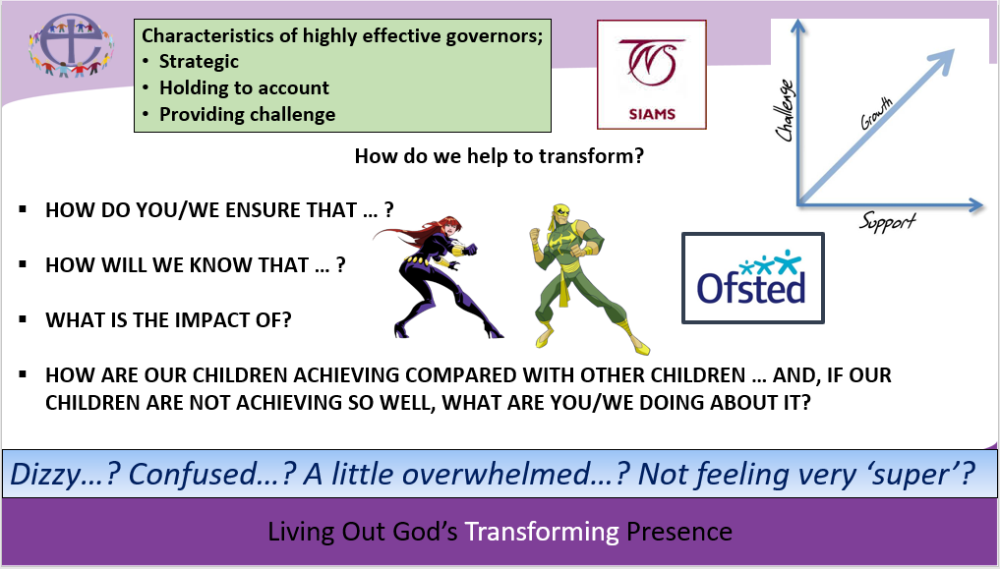 Characteristics of highly effective governors;
• Strategic
• Holding to account
• Providing challenge
SIAMS
Challenge
Growth
Support
How do we help to transform?
▪ HOW DO YOU/WE ENSURE THAT … ?
▪ HOW WILL WE KNOW THAT … ?
▪ WHAT IS THE IMPACT OF?
Ofsted
▪ HOW ARE OUR CHILDREN ACHIEVING COMPARED WITH OTHER CHILDREN … AND, IF OUR
CHILDREN ARE NOT ACHIEVING SO WELL, WHAT ARE YOU/WE DOING ABOUT IT?
Dizzy…? Confused…? A little overwhelmed…? Not feeling very ‘super’?
Living Out God’s Transforming Presence